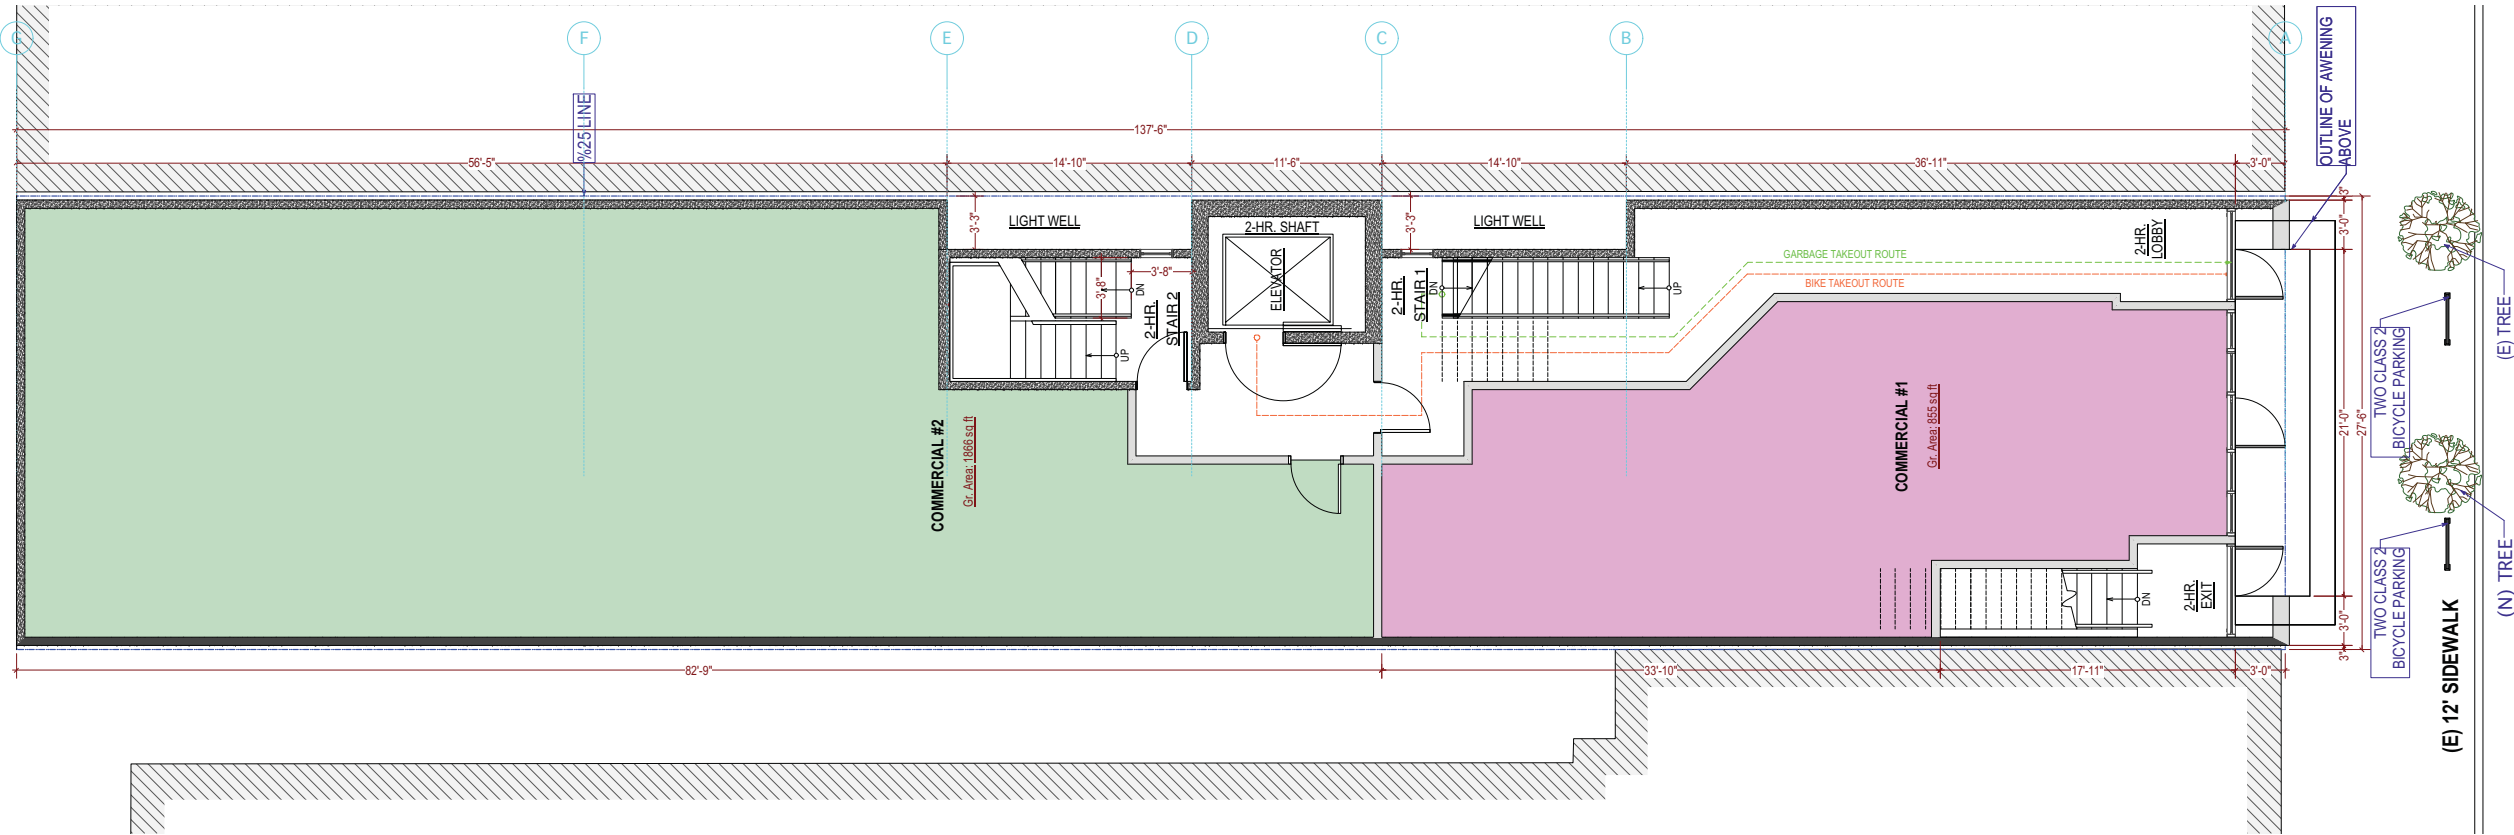 G
F
E
D
C
B
A
OUTLINE OF AWENING
ABOVE
%25 LINE
137'-6"
56'-5"
14'-10"
11'-6"
14'-10"
36'-11"
3'-0"
3'-3"
LIGHT WELL
2-HR. SHAFT
ELEVATOR
3'-3"
LIGHT WELL
2-HR.
LOBBY
GARBAGE TAKEOUT ROUTE
BIKE TAKEOUT ROUTE
3'-8"
3'-8"
DN
UP
2-HR.
STAIR 2
2-HR.
STAIR 1
DN
UP
COMMERCIAL #2
Gr. Area: 1866 sq ft
COMMERCIAL #1
Gr. Area: 855 sq ft
2-HR.
EXIT
DN
3"
3'-0"
21'-0"
27'-6"
3'-0"
3"
(E) TREE
TWO CLASS 2
BICYCLE PARKING
(N) TREE
TWO CLASS 2
BICYCLE PARKING
(E) 12' SIDEWALK
82'-9"
33'-10"
17'-11"
3'-0"